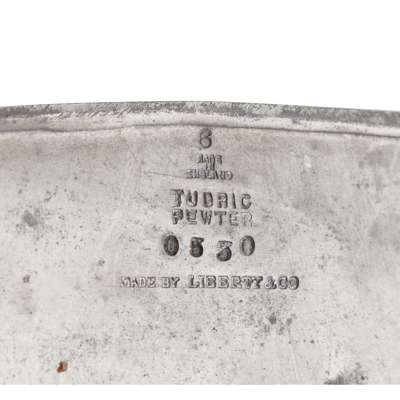 6
MADE
IN
ENGLAND
TUDRIC
PEWTER
0530
MADE BY LIBERTY & CO